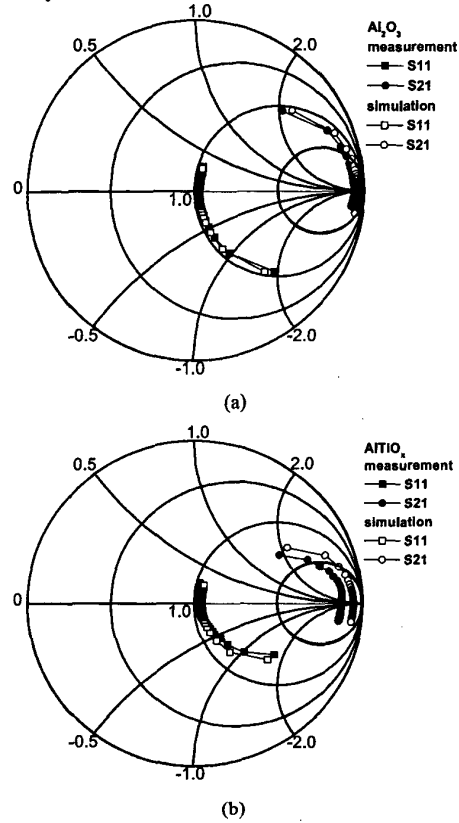 1.0
0.5
2.0
0
1.0
-0.5
-2.0
-1.0
Al₂O₃
measurement
S11
S21
simulation
S11
S21
(a)
1.0
0.5
2.0
0
1.0
-0.5
-2.0
-1.0
AlTiOₓ
measurement
S11
S21
simulation
S11
S21
(b)